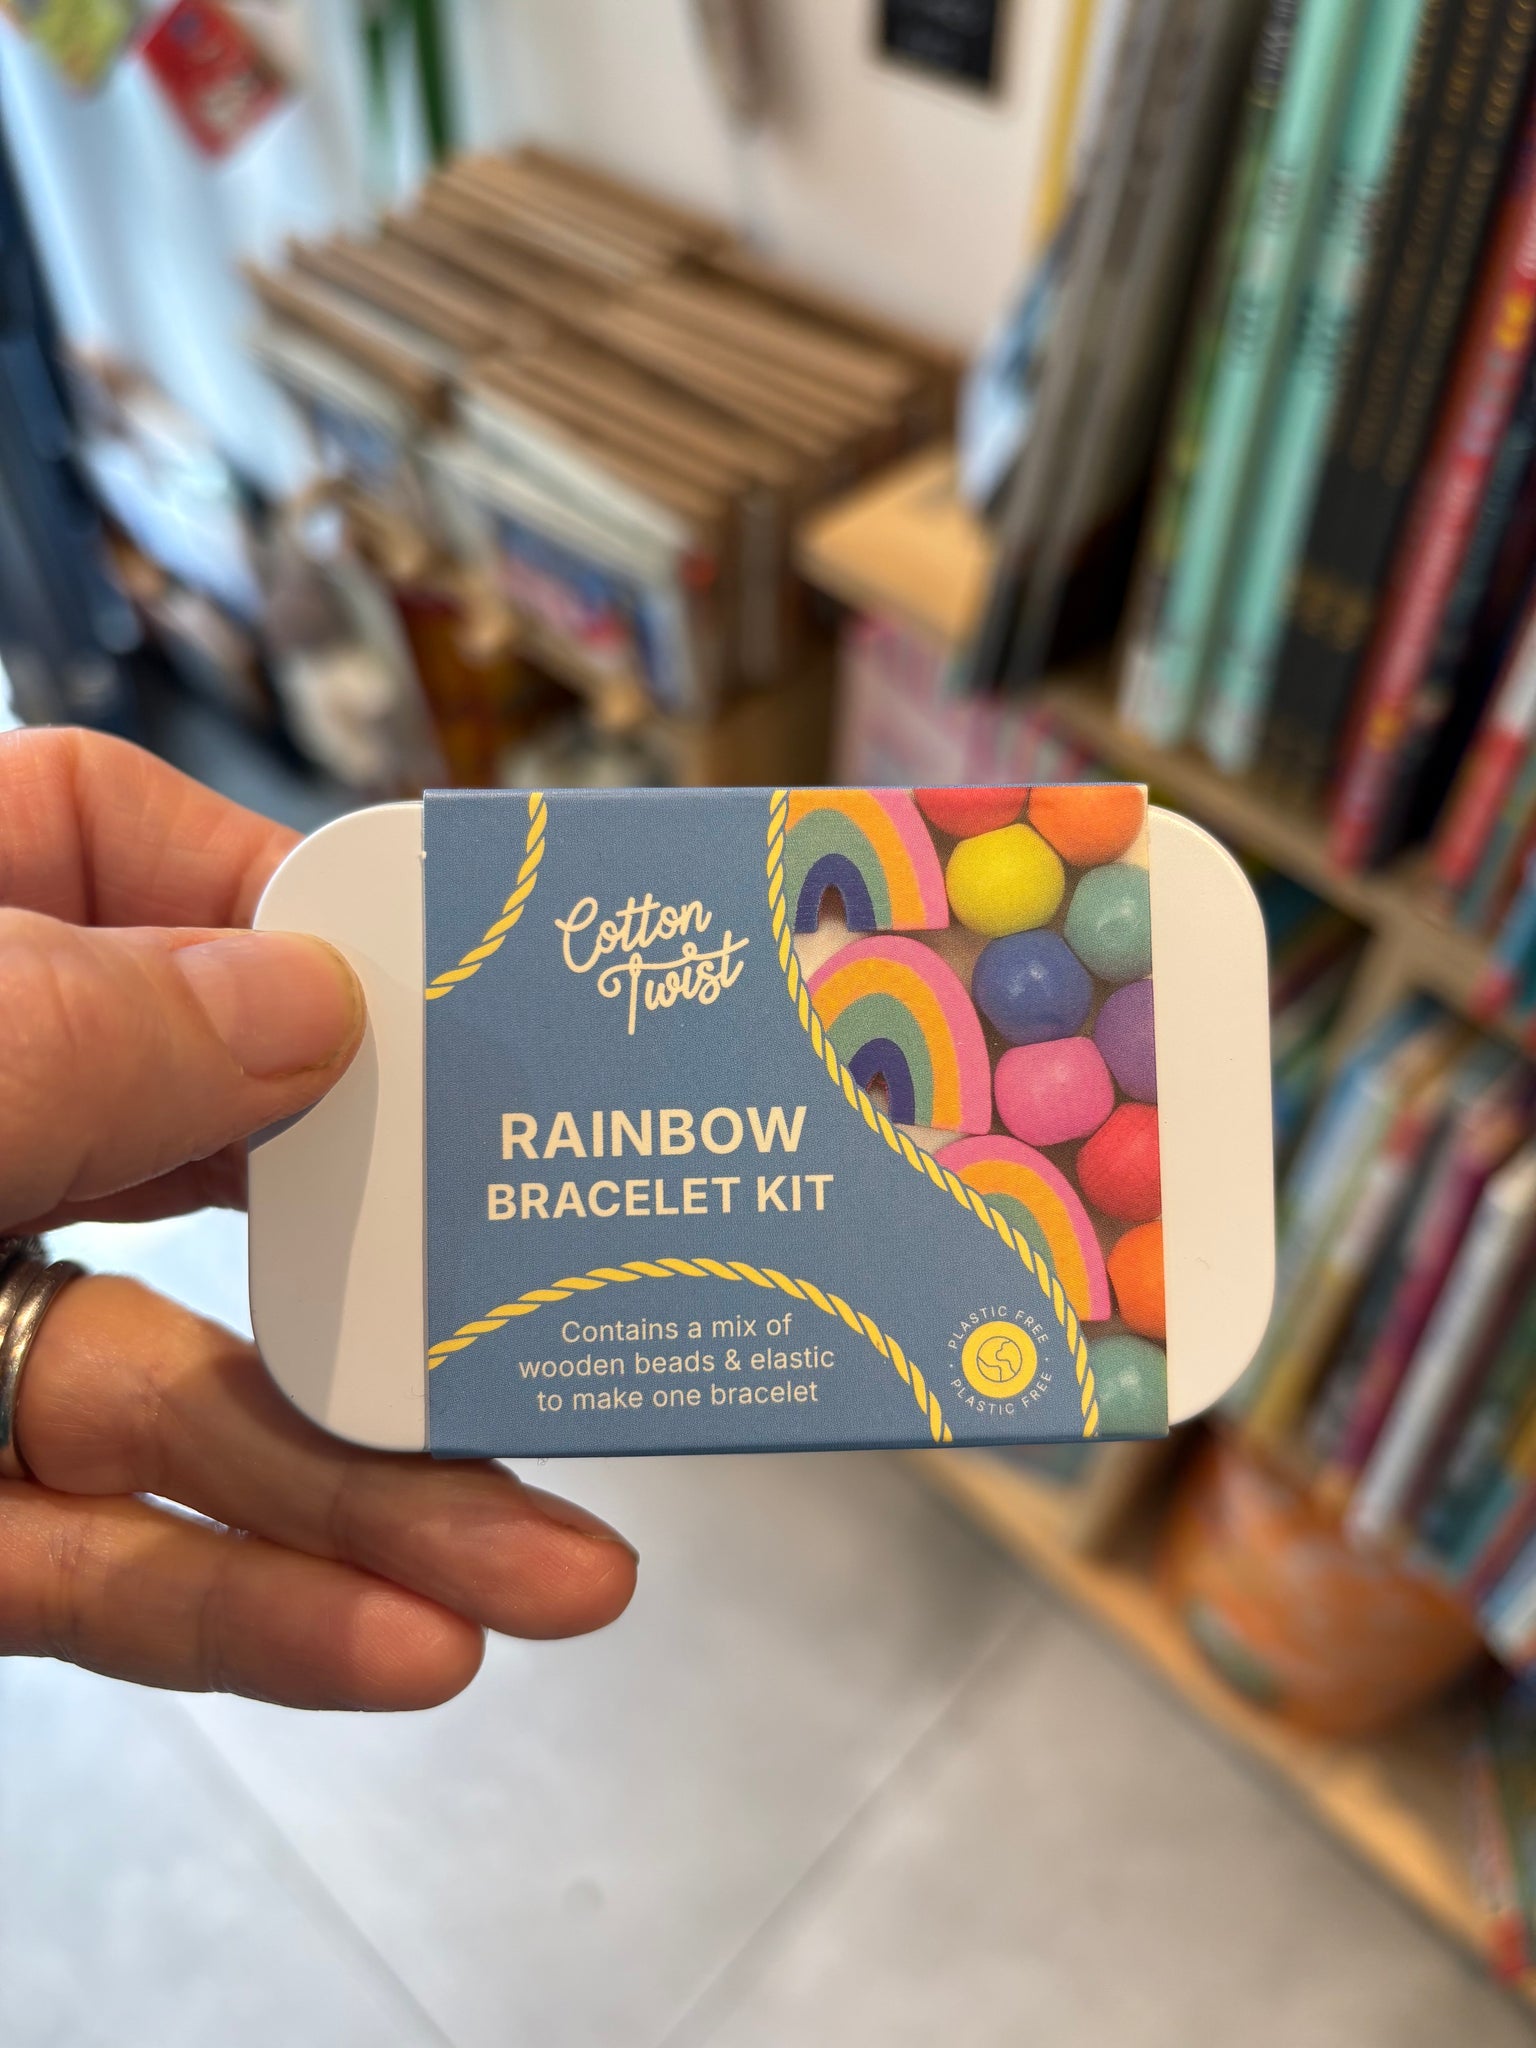 Cotton
Twist
RAINBOW
BRACELET KIT
Contains a mix of
wooden beads & elastic
to make one bracelet
PLASTIC FREE
PLASTIC FREE